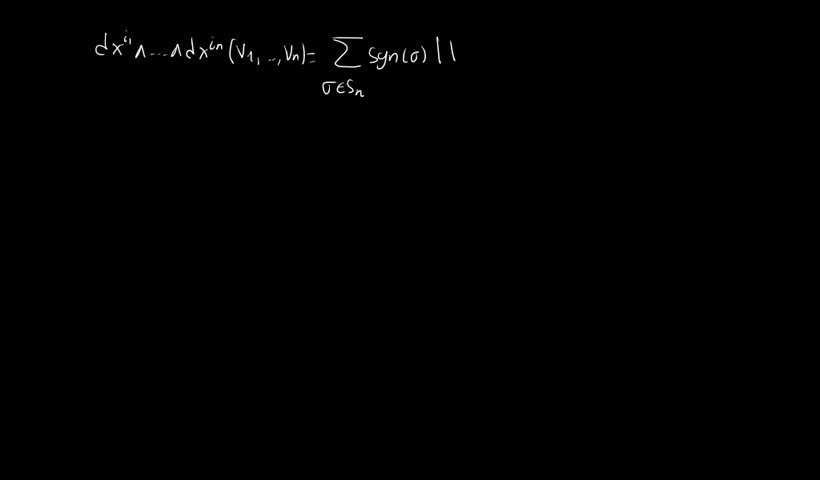 dx^{i_1} ∧ ... ∧ dx^{i_n} (v_1, .., v_n) = ∑_{σ∈S_n} sgn(σ) | |